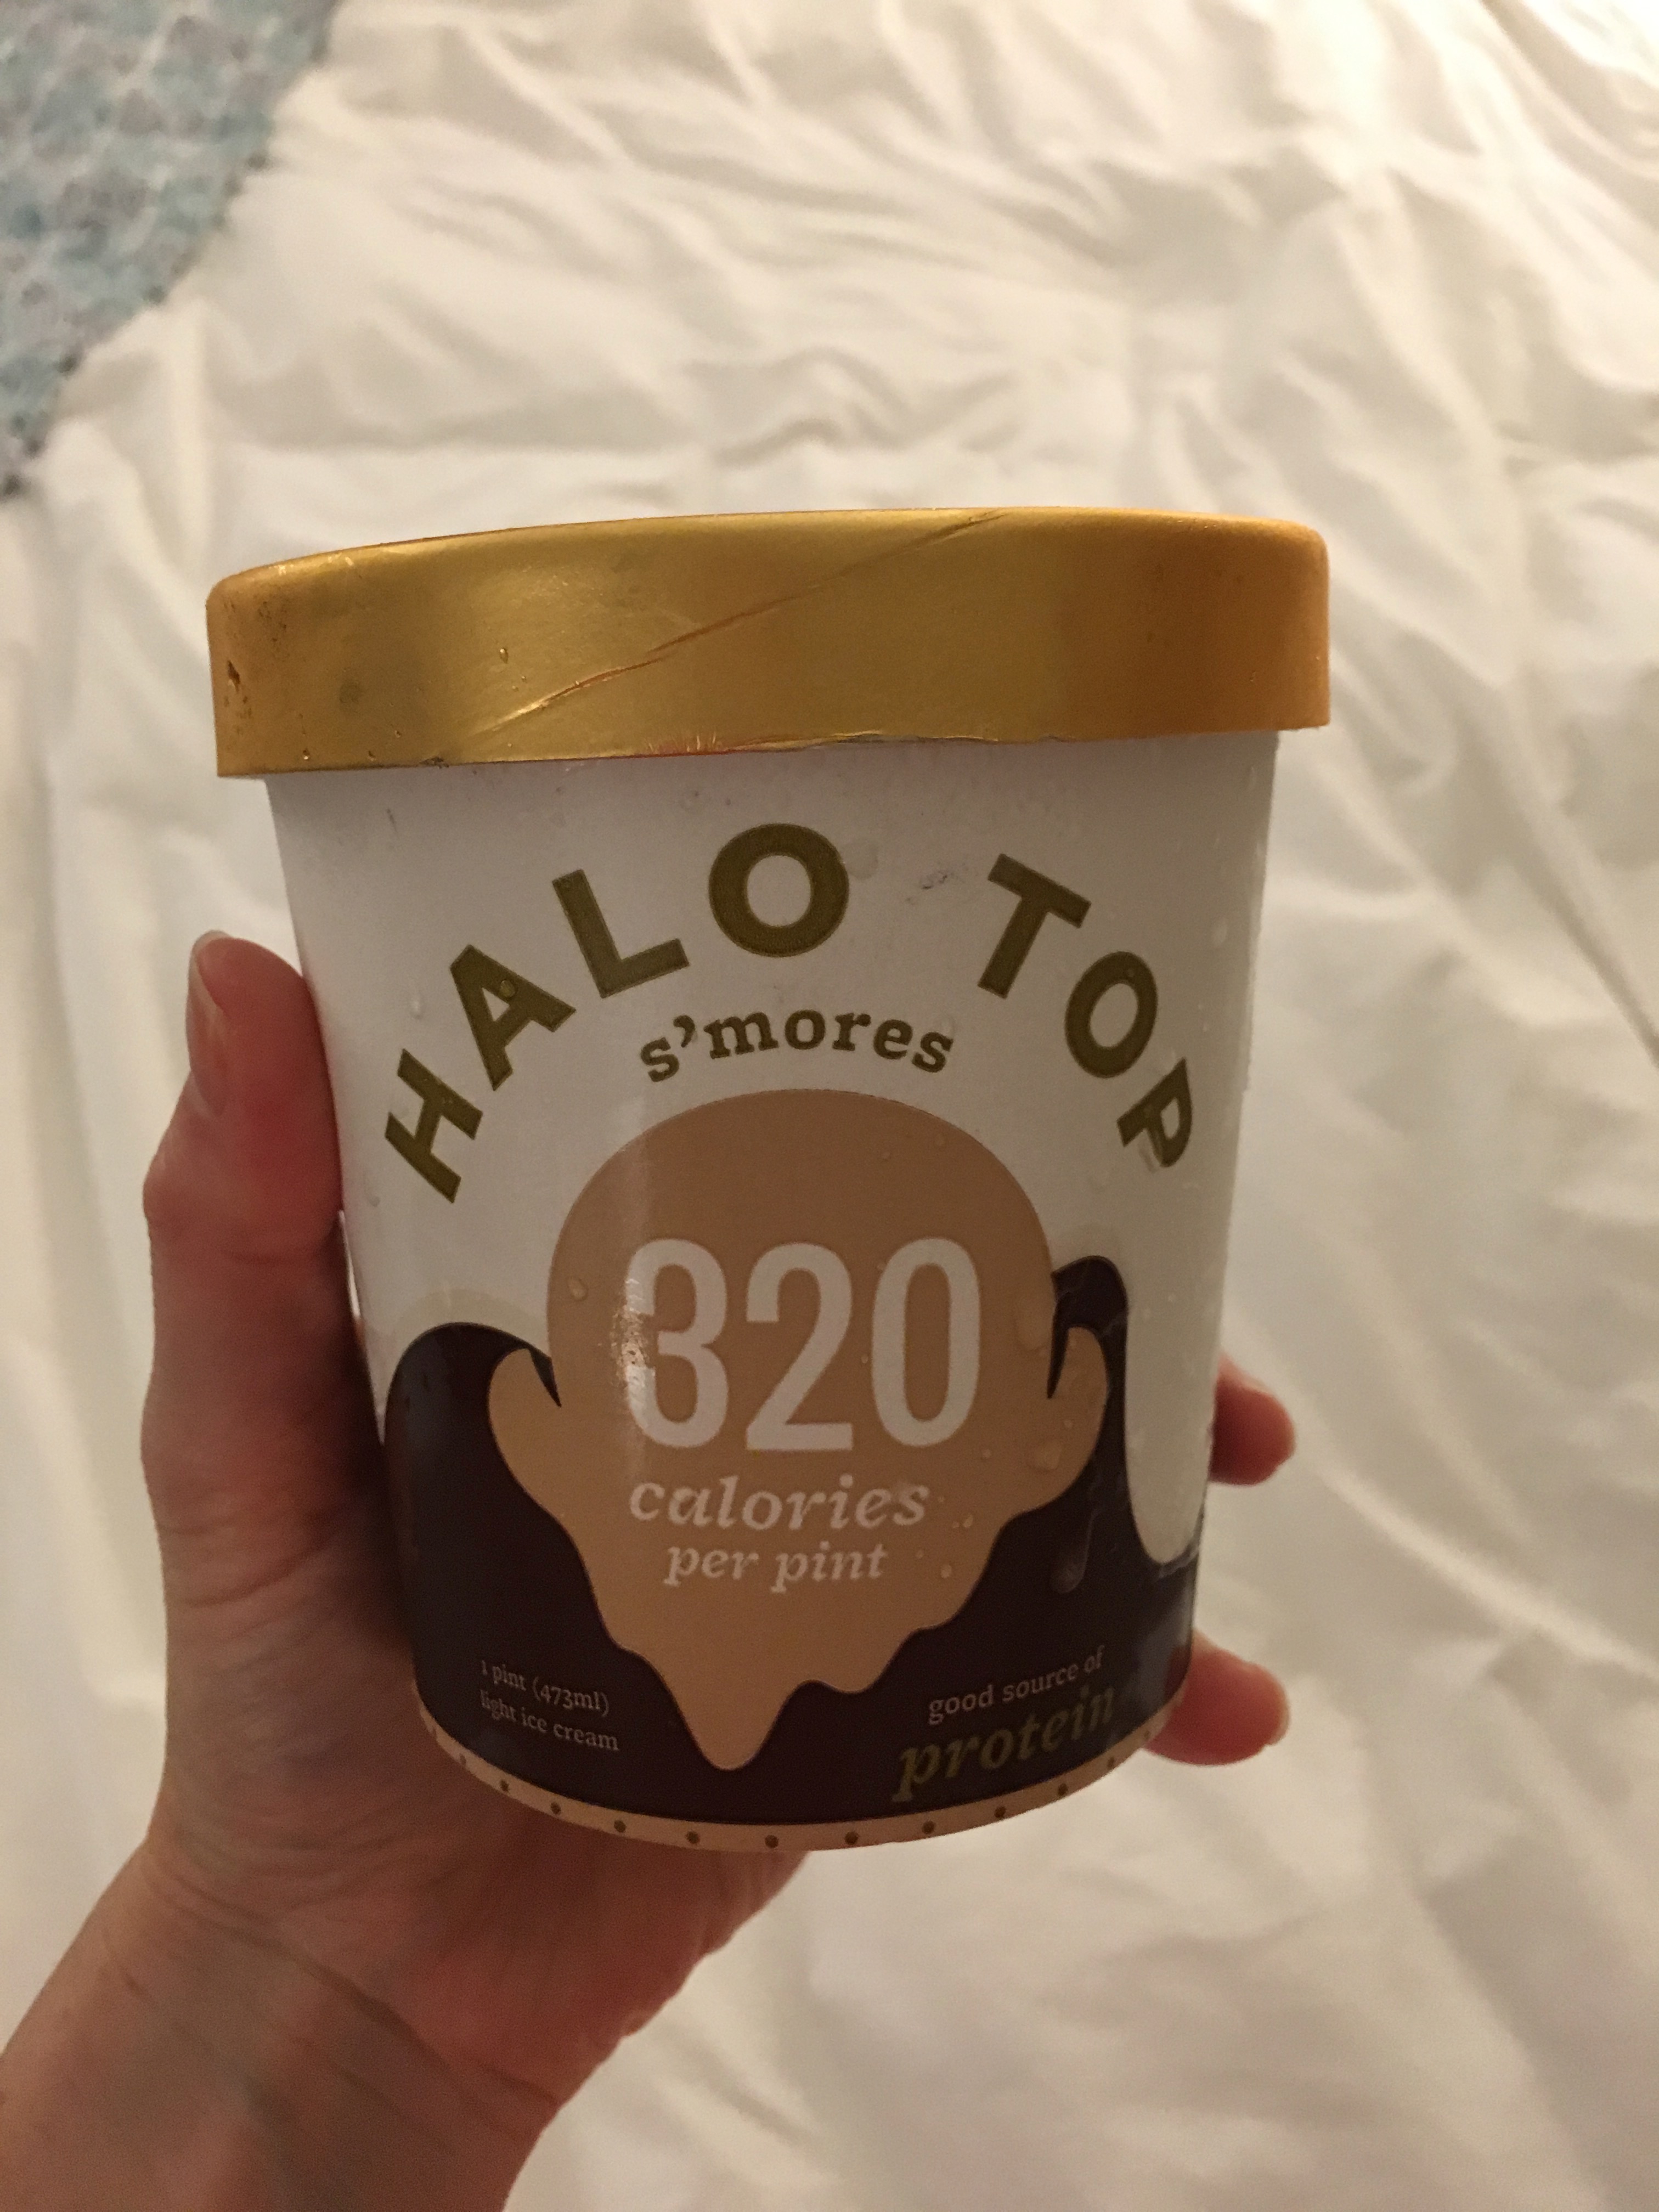 HALO TOP
s'mores
320
calories
per pint
1 pint (473ml)
light ice cream
good source of
protein